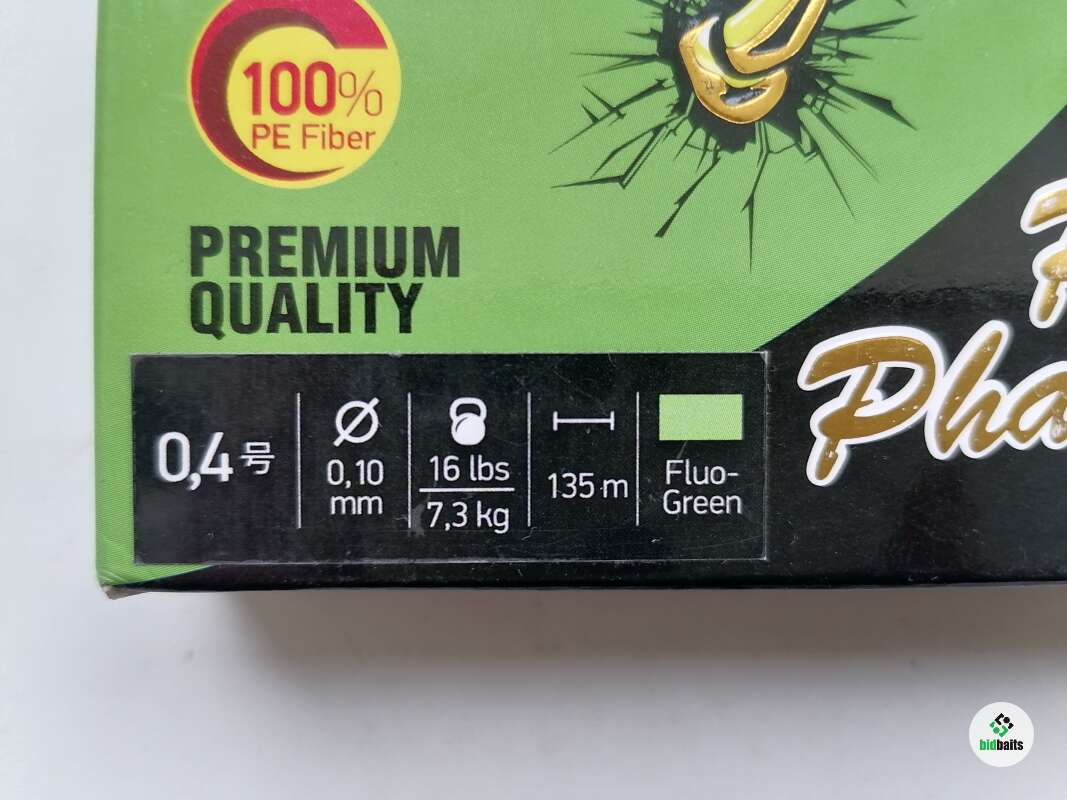 100%
PE Fiber
PREMIUM
QUALITY
Pha
0,4号
0,10
mm
16 lbs
7,3 kg
135 m
Fluo-
Green
bidbaits